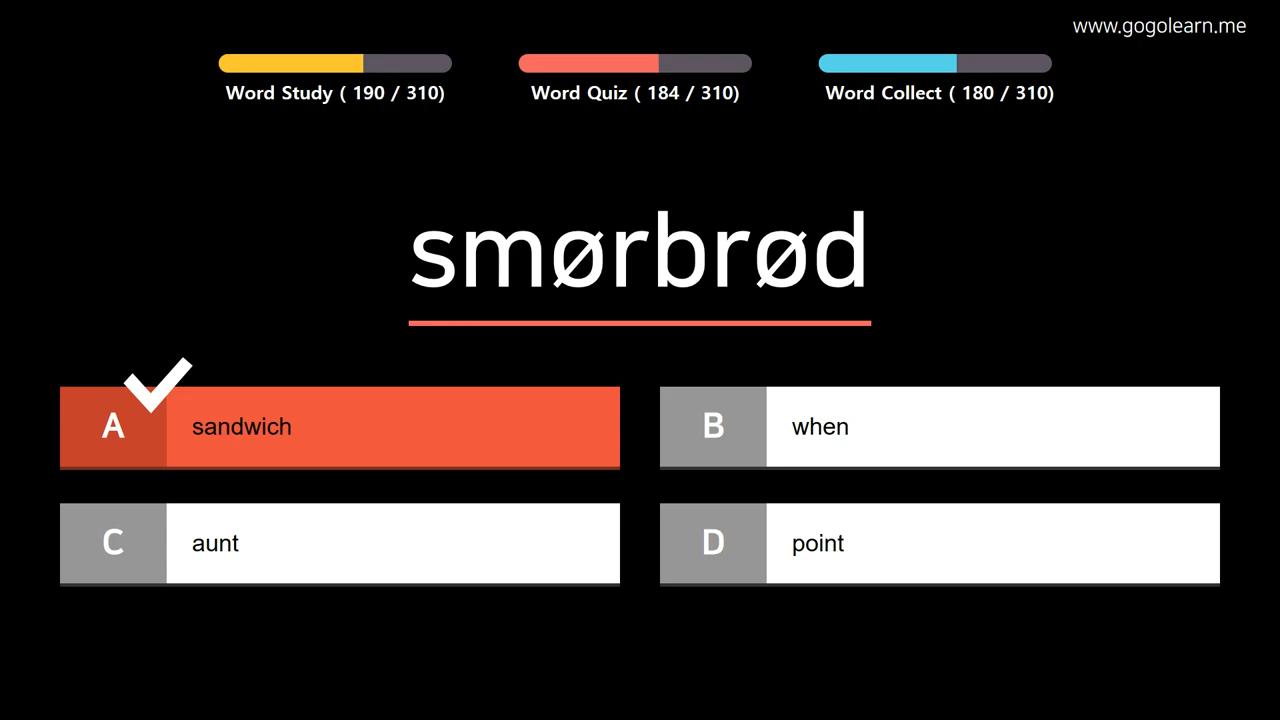 www.gogolearn.me
Word Study ( 190 / 310)
Word Quiz ( 184 / 310)
Word Collect ( 180 / 310)
smørbrød
A sandwich
B when
C aunt
D point